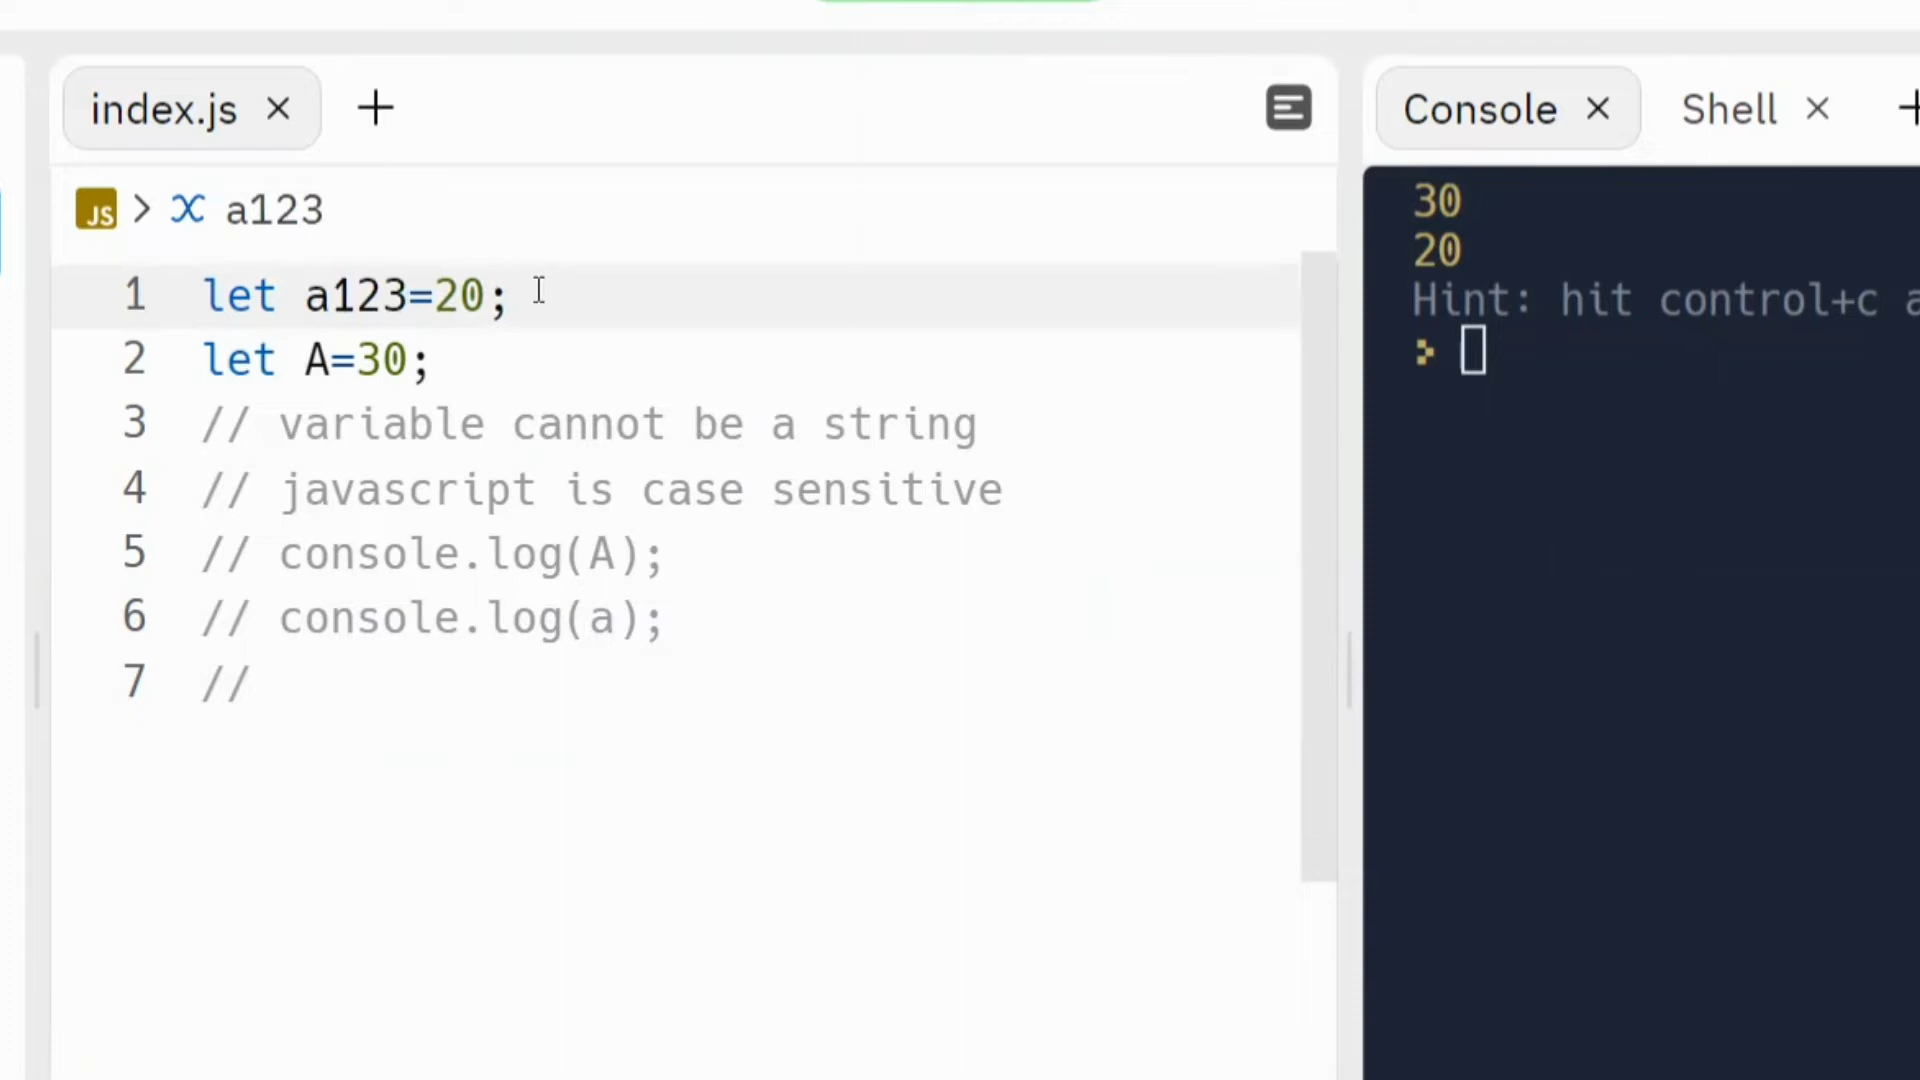 index.js
Console
Shell
JS
a123
1 let a123=20;
2 let A=30;
3 // variable cannot be a string
4 // javascript is case sensitive
5 // console.log(A);
6 // console.log(a);
7 //
30
20
Hint: hit control+c a